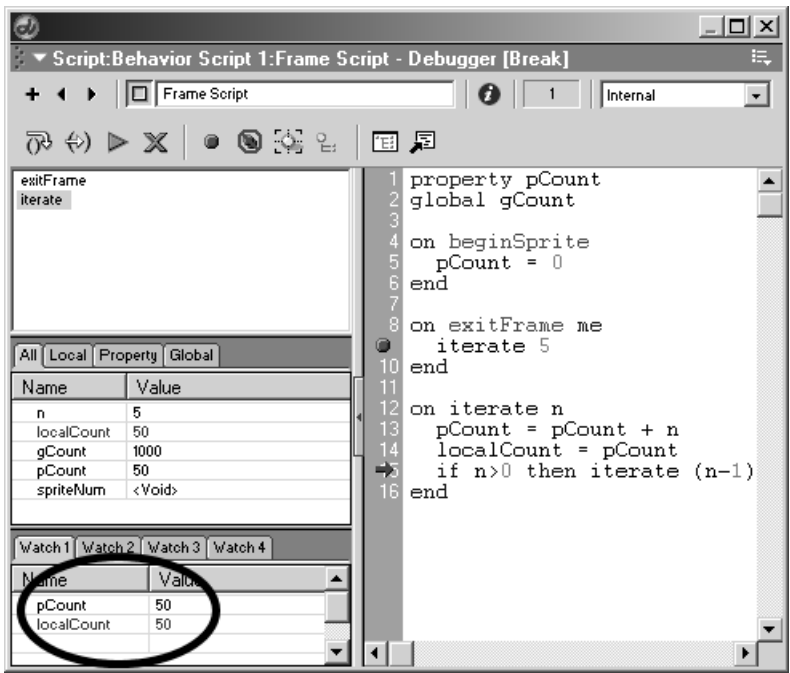 Script:Behavior Script 1:Frame Script - Debugger [Break]
Frame Script
1
Internal
exitFrame
iterate
All Local Property Global
Name Value
n 5
localCount 50
gCount 1000
pCount 50
spriteNum <Void>
Watch 1 Watch 2 Watch 3 Watch 4
Name Value
pCount 50
localCount 50
1 property pCount
2 global gCount
3
4 on beginSprite
5 pCount = 0
6 end
7
8 on exitFrame me
iterate 5
10 end
11
12 on iterate n
13 pCount = pCount + n
14 localCount = pCount
15 if n>0 then iterate (n-1)
16 end